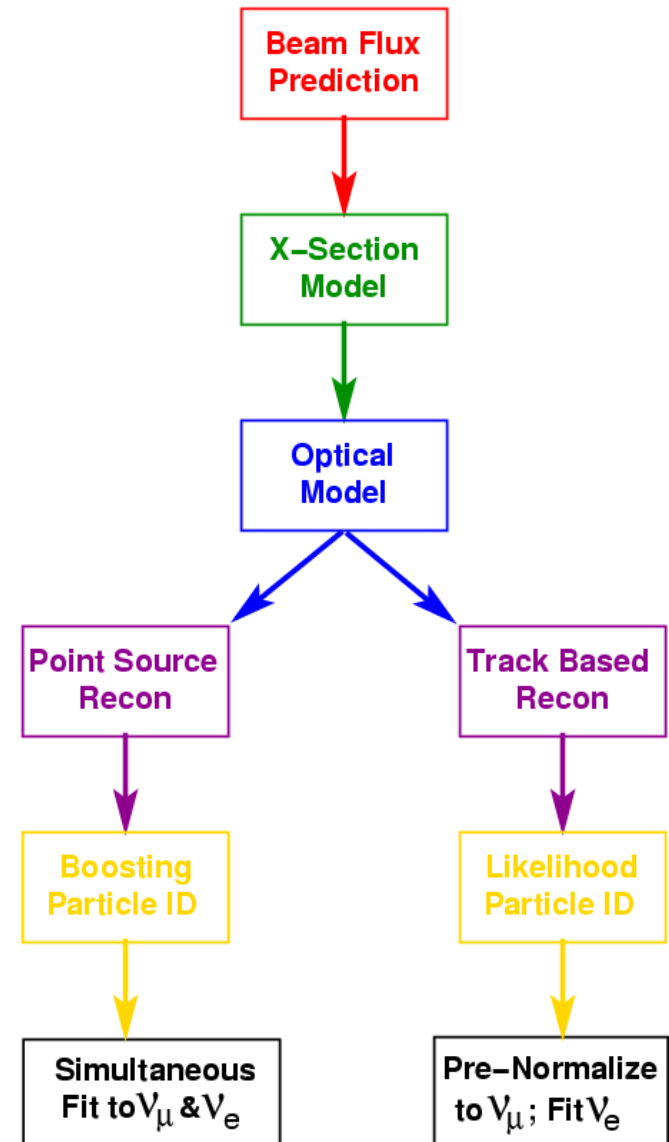 Beam Flux
Prediction
X-Section
Model
Optical
Model
Point Source
Recon
Track Based
Recon
Boosting
Particle ID
Likelihood
Particle ID
Simultaneous
Fit to νμ & νe
Pre-Normalize
to νμ ; Fit νe